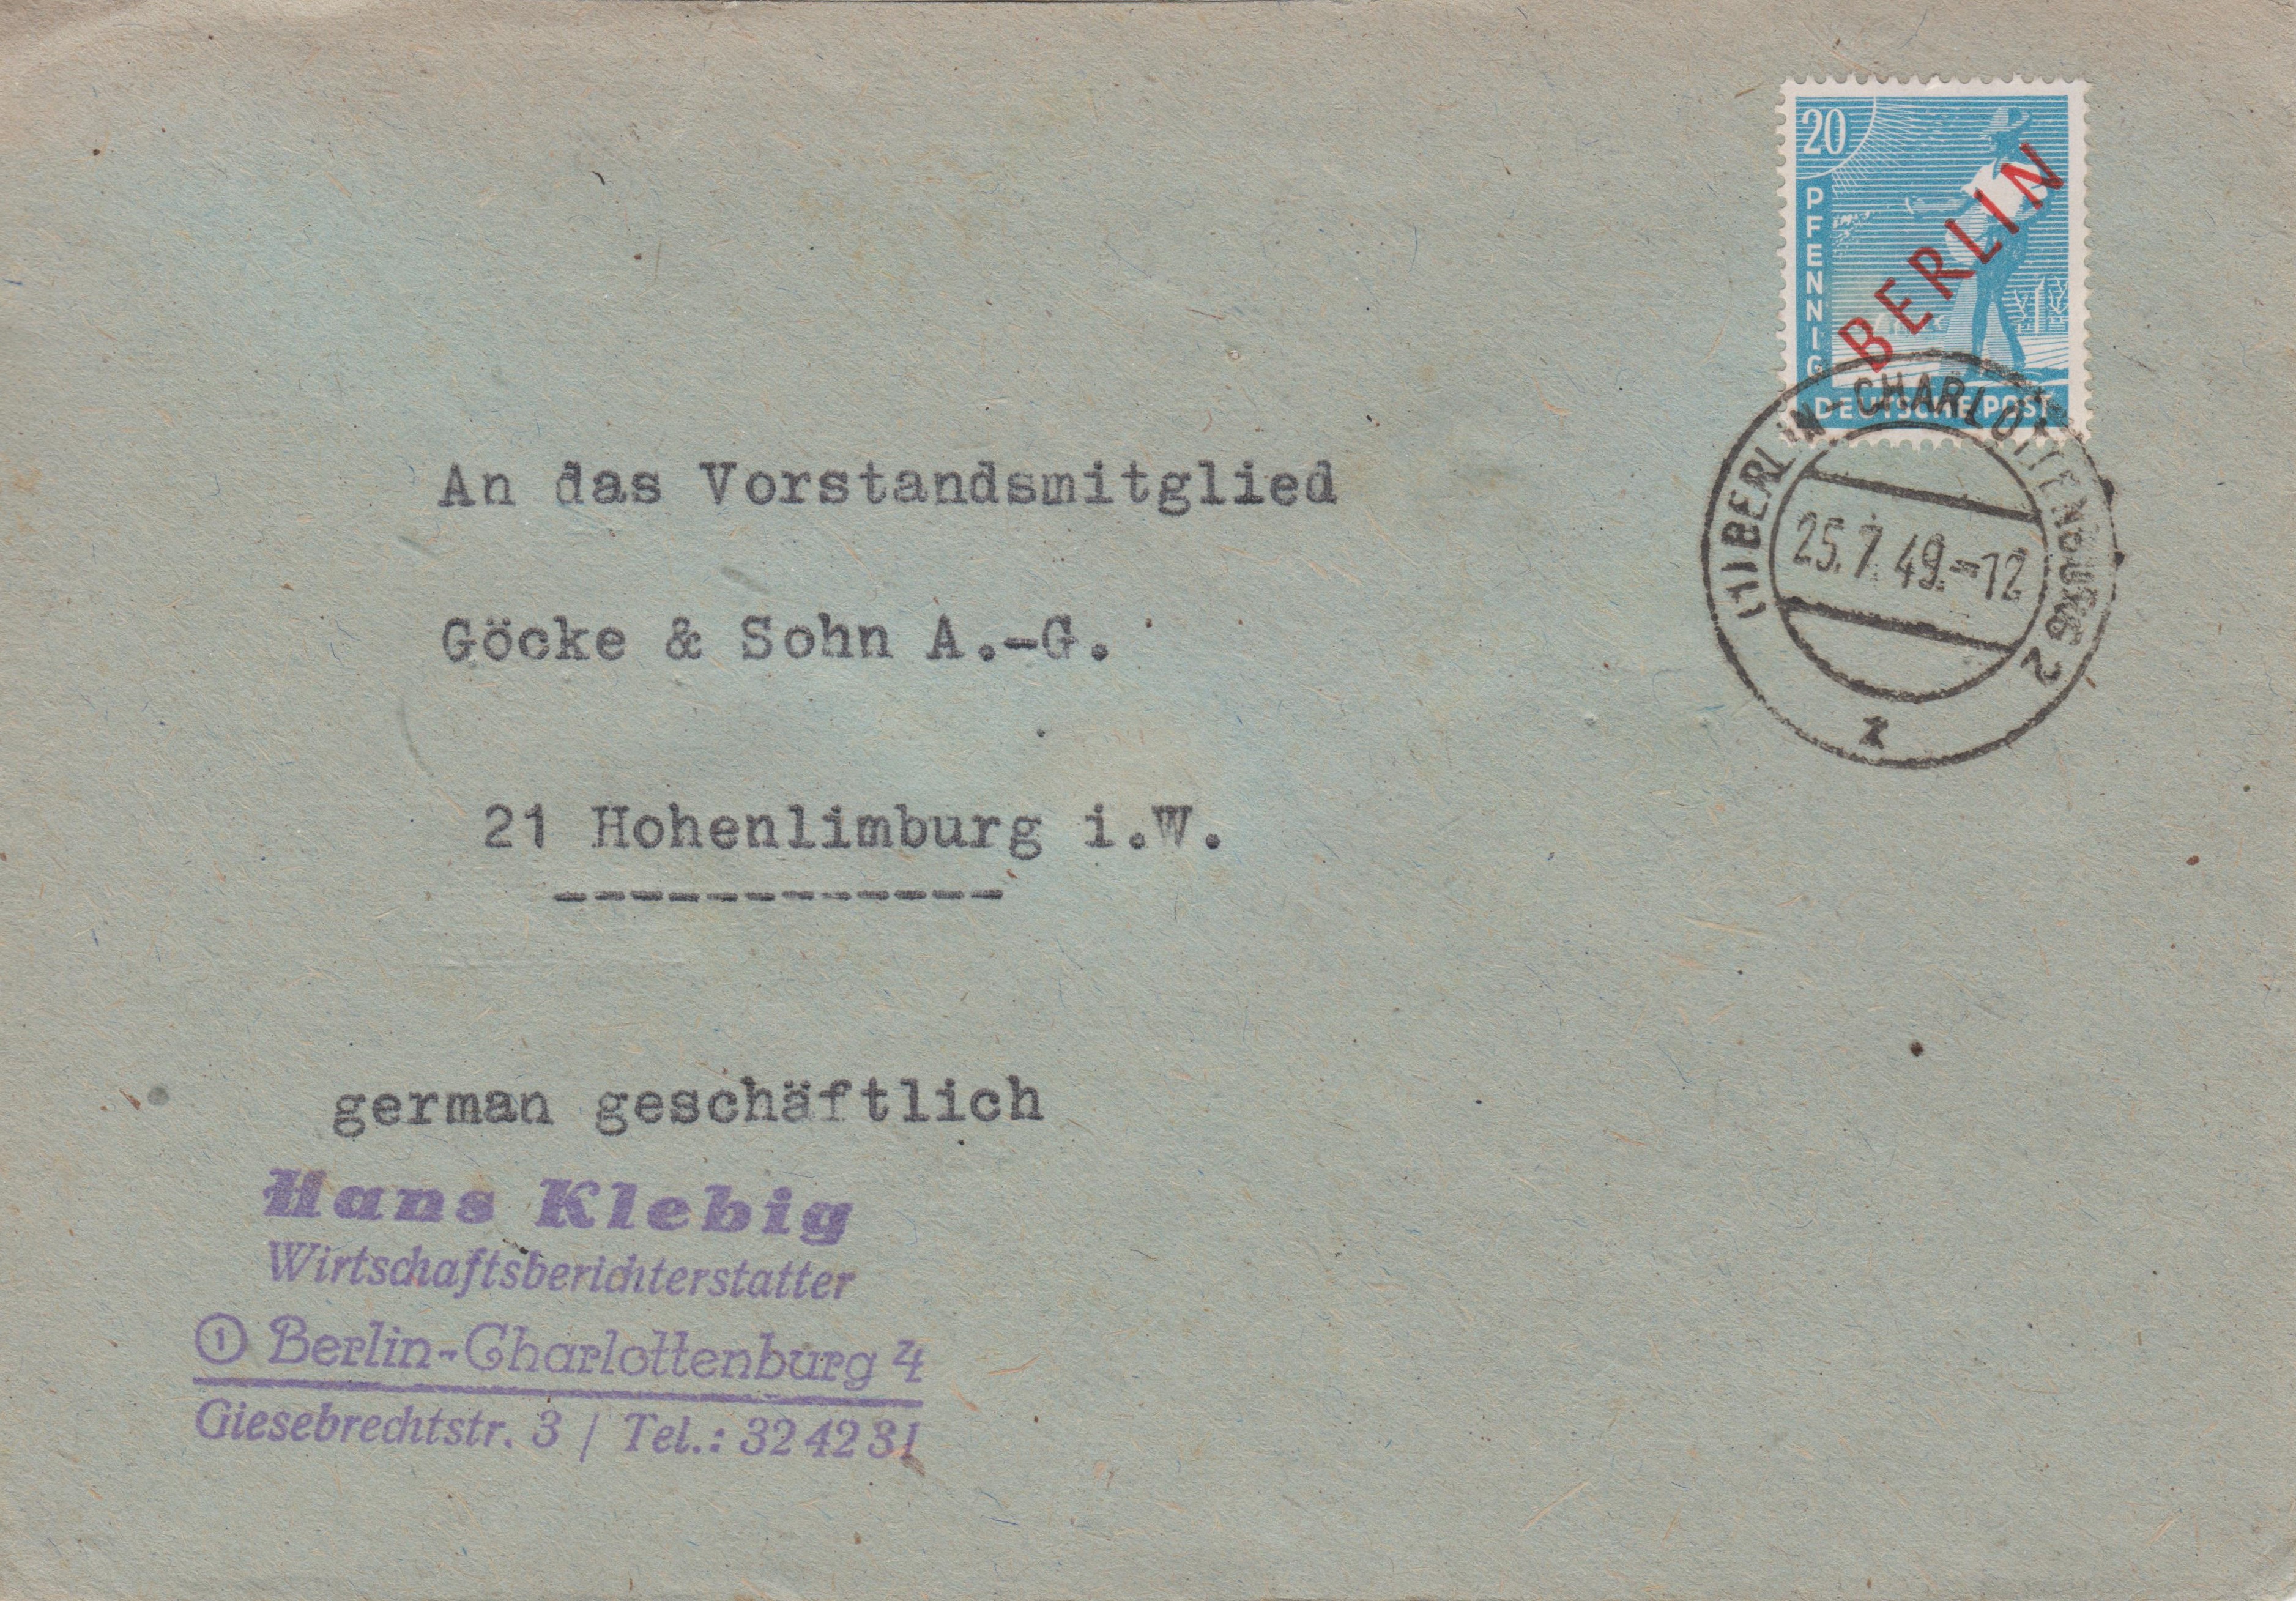 20
PFENNIG
BERLIN
DEUTSCHE POST
(1) BERLIN-CHARLOTTENBURG 2
25.7.49.-12
z
An das Vorstandsmitglied
Göcke & Sohn A.-G.
21 Hohenlimburg i.W.
-------------
german geschäftlich
Hans Klebig
Wirtschaftsberichterstatter
① Berlin-Charlottenburg 4
Giesebrechtstr. 3 / Tel.: 32 42 31